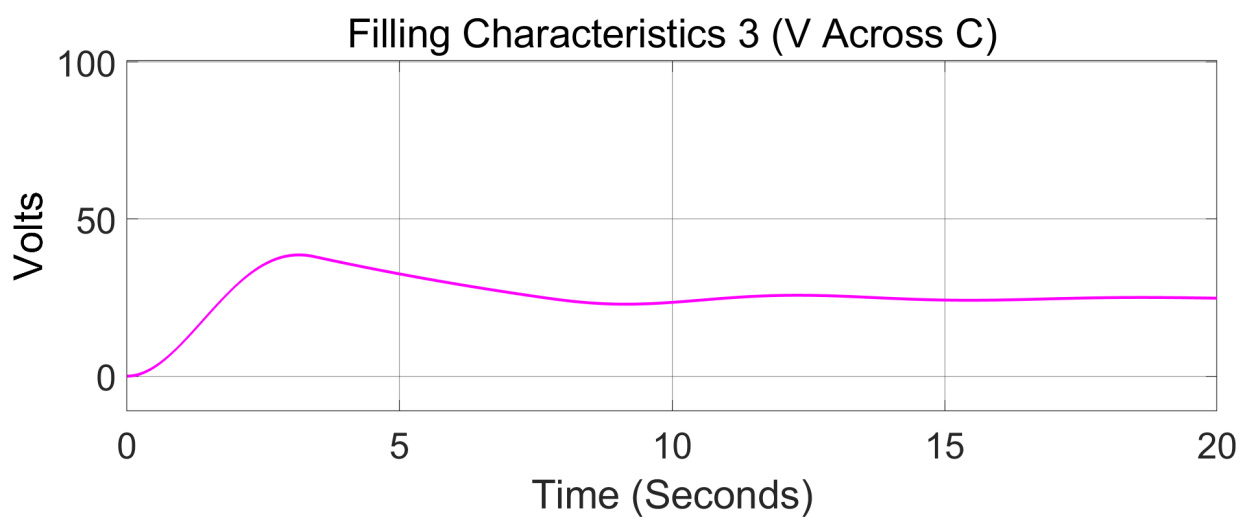 Filling Characteristics 3 (V Across C)
100
50
0
Volts
0 5 10 15 20
Time (Seconds)